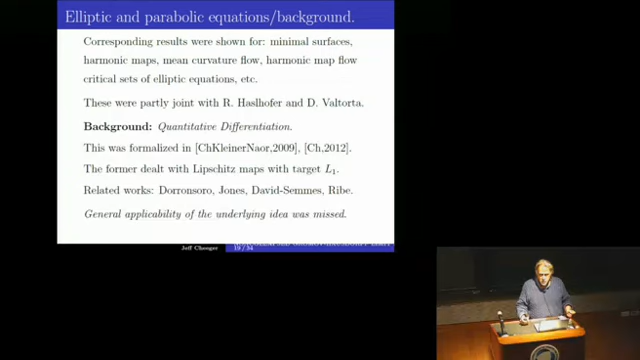 Elliptic and parabolic equations/background.
Corresponding results were shown for: minimal surfaces,
harmonic maps, mean curvature flow, harmonic map flow
critical sets of elliptic equations, etc.
These were partly joint with R. Haslhofer and D. Valtorta.
Background: Quantitative Differentiation.
This was formalized in [ChKleinerNaor,2009], [Ch,2012].
The former dealt with Lipschitz maps with target L₁.
Related works: Dorronsoro, Jones, David-Semmes, Ribe.
General applicability of the underlying idea was missed.
Jeff Cheeger
19 / 34